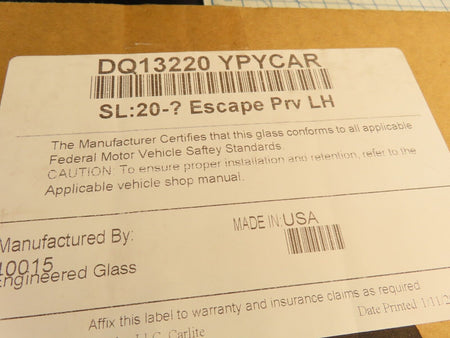 DQ13220 YPYCAR
SL:20-? Escape Prv LH
The Manufacturer Certifies that this glass conforms to all applicable
Federal Motor Vehicle Saftey Standards.
CAUTION: To ensure proper installation and retention, refer to the
Applicable vehicle shop manual.
Manufactured By:
MADE IN: USA
10015
Engineered Glass
Affix this label to warranty and insurance claims as required
LLC, Carlite
Date Printed 1/11/2